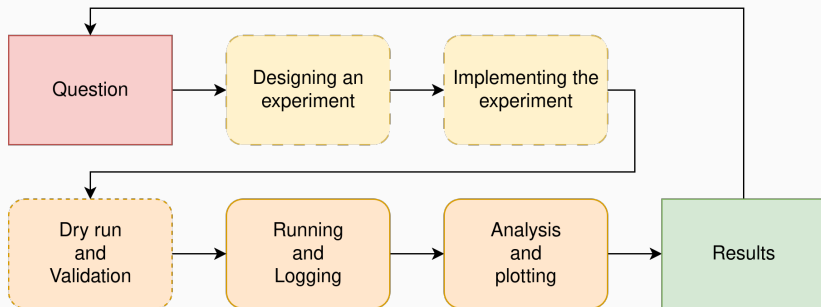 Question
Designing an
experiment
Implementing the
experiment
Dry run
and
Validation
Running
and
Logging
Analysis
and
plotting
Results